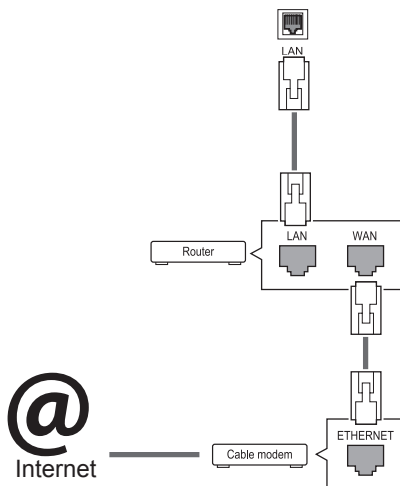 LAN
LAN WAN
Router
ETHERNET
@
Internet
Cable modem